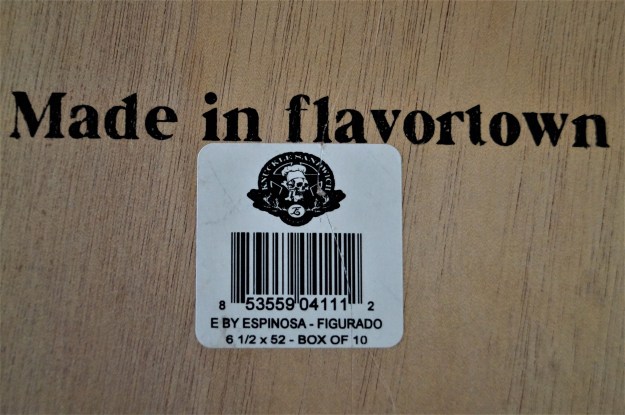 Made in flavortown
KNUCKLE SANDWICH
8 53559 04111 2
E BY ESPINOSA - FIGURADO
6 1/2 x 52 - BOX OF 10